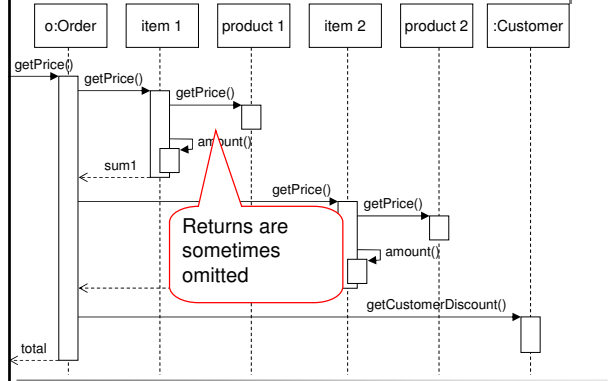 o:Order item 1 product 1 item 2 product 2 :Customer
getPrice()
getPrice()
getPrice()
amount()
sum1
getPrice()
getPrice()
Returns are
sometimes
omitted
amount()
getCustomerDiscount()
total